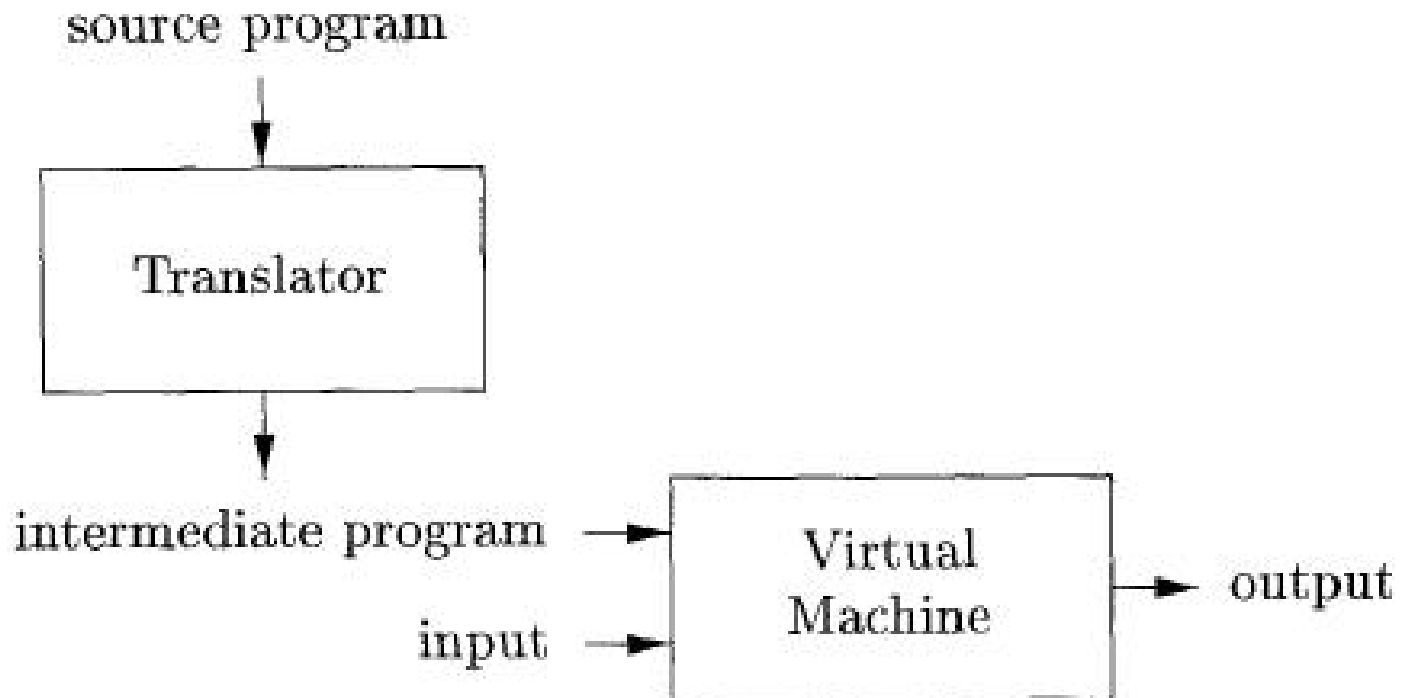 source program
Translator
intermediate program
input
Virtual
Machine
output